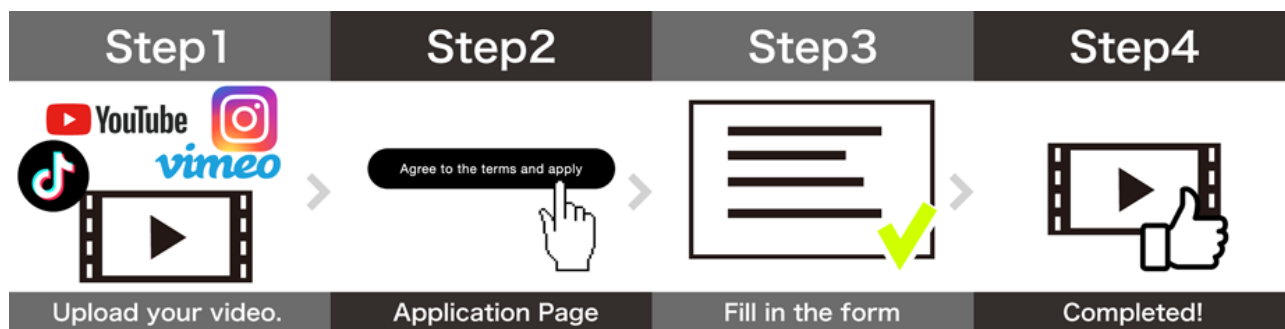 Step1
Step2
Step3
Step4
YouTube
vimeo
Agree to the terms and apply
Upload your video.
Application Page
Fill in the form
Completed!